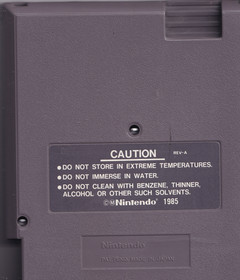 CAUTION REV-A
• DO NOT STORE IN EXTREME TEMPERATURES.
• DO NOT IMMERSE IN WATER.
• DO NOT CLEAN WITH BENZENE, THINNER,
ALCOHOL OR OTHER SUCH SOLVENTS.
©Nintendo 1985
Nintendo